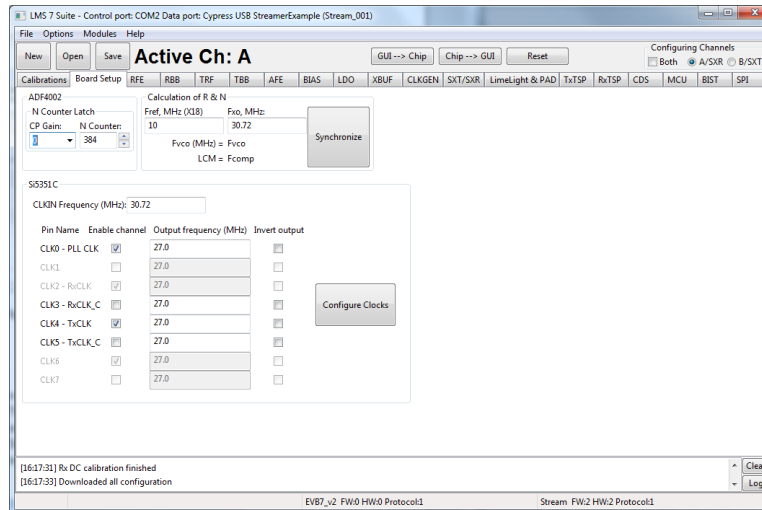 LMS 7 Suite - Control port: COM2 Data port: Cypress USB StreamerExample (Stream_001)
File Options Modules Help
New Open Save Active Ch: A GUI --> Chip Chip --> GUI Reset Configuring Channels
Both A/SXR B/SXT
Calibrations Board Setup RFE RBB TRF TBB AFE BIAS LDO XBUF CLKGEN SXT/SXR LimeLight & PAD TxTSP RxTSP CDS MCU BIST SPI
ADF4002 Calculation of R & N
N Counter Latch Fref, MHz (X18) Fxo, MHz:
CP Gain: N Counter: 10 30.72
0 384 Synchronize
Fvco (MHz) = Fvco
LCM = Fcomp
Si5351C
CLKIN Frequency (MHz): 30.72
Pin Name Enable channel Output frequency (MHz) Invert output
CLK0 - PLL CLK 27.0
CLK1 27.0
CLK2 - RxCLK 27.0
CLK3 - RxCLK_C 27.0 Configure Clocks
CLK4 - TxCLK 27.0
CLK5 - TxCLK_C 27.0
CLK6 27.0
CLK7 27.0
[16:17:31] Rx DC calibration finished Clea
[16:17:33] Downloaded all configuration Log
EVB7_v2 FW:0 HW:0 Protocol:1 Stream FW:2 HW:2 Protocol:1